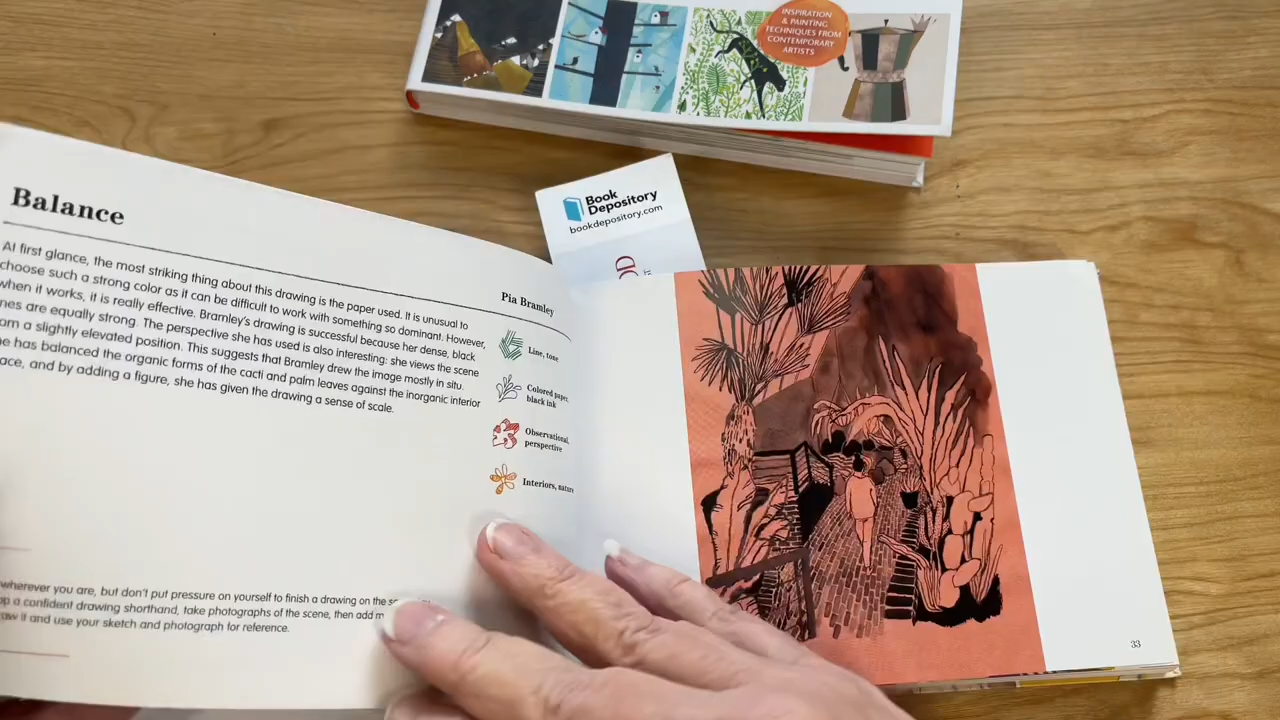 INSPIRATION
& PAINTING
TECHNIQUES FROM
CONTEMPORARY
ARTISTS
Book
Depository
bookdepository.com
Balance
At first glance, the most striking thing about this drawing is the paper used. It is unusual to
choose such a strong color as it can be difficult to work with something so dominant. However,
when it works, it is really effective. Bramley's drawing is successful because her dense, black
nes are equally strong. The perspective she has used is also interesting: she views the scene
om a slightly elevated position. This suggests that Bramley drew the image mostly in situ.
he has balanced the organic forms of the cacti and palm leaves against the inorganic interior
ace, and by adding a figure, she has given the drawing a sense of scale.
Pia Bramley
Line, tone
Colored paper,
black ink
Observational,
perspective
Interiors, nature
wherever you are, but don't put pressure on yourself to finish a drawing on the
op a confident drawing shorthand, take photographs of the scene, then add
aw it and use your sketch and photograph for reference.
33